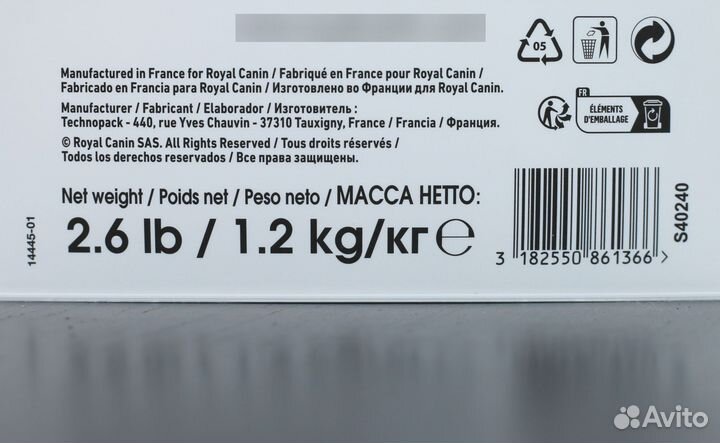 05
Manufactured in France for Royal Canin / Fabriqué en France pour Royal Canin /
Fabricado en Francia para Royal Canin / Изготовлено во Франции для Royal Canin.
Manufacturer / Fabricant / Elaborador / Изготовитель :
Technopack - 440, rue Yves Chauvin - 37310 Tauxigny, France / Francia / Франция.
© Royal Canin SAS. All Rights Reserved / Tous droits réservés /
Todos los derechos reservados / Все права защищены.
FR
ÉLÉMENTS
D'EMBALLAGE
Net weight / Poids net / Peso neto / МАССА НЕТТО:
2.6 lb / 1.2 kg/кг ℮
14445-01
3 182550 861366 >
S40240
Avito